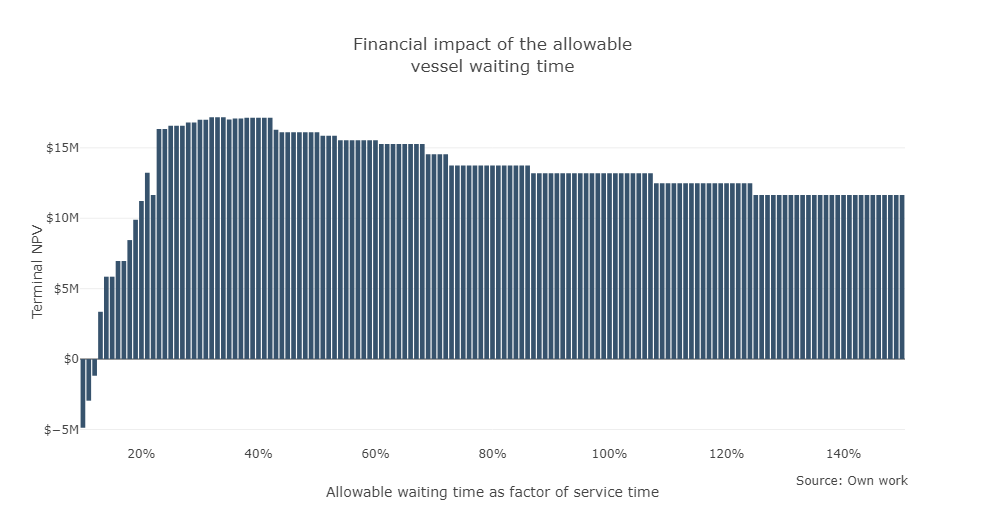 Financial impact of the allowable
vessel waiting time
Terminal NPV
$15M
$10M
$5M
$0
$−5M
20%
40%
60%
80%
100%
120%
140%
Source: Own work
Allowable waiting time as factor of service time